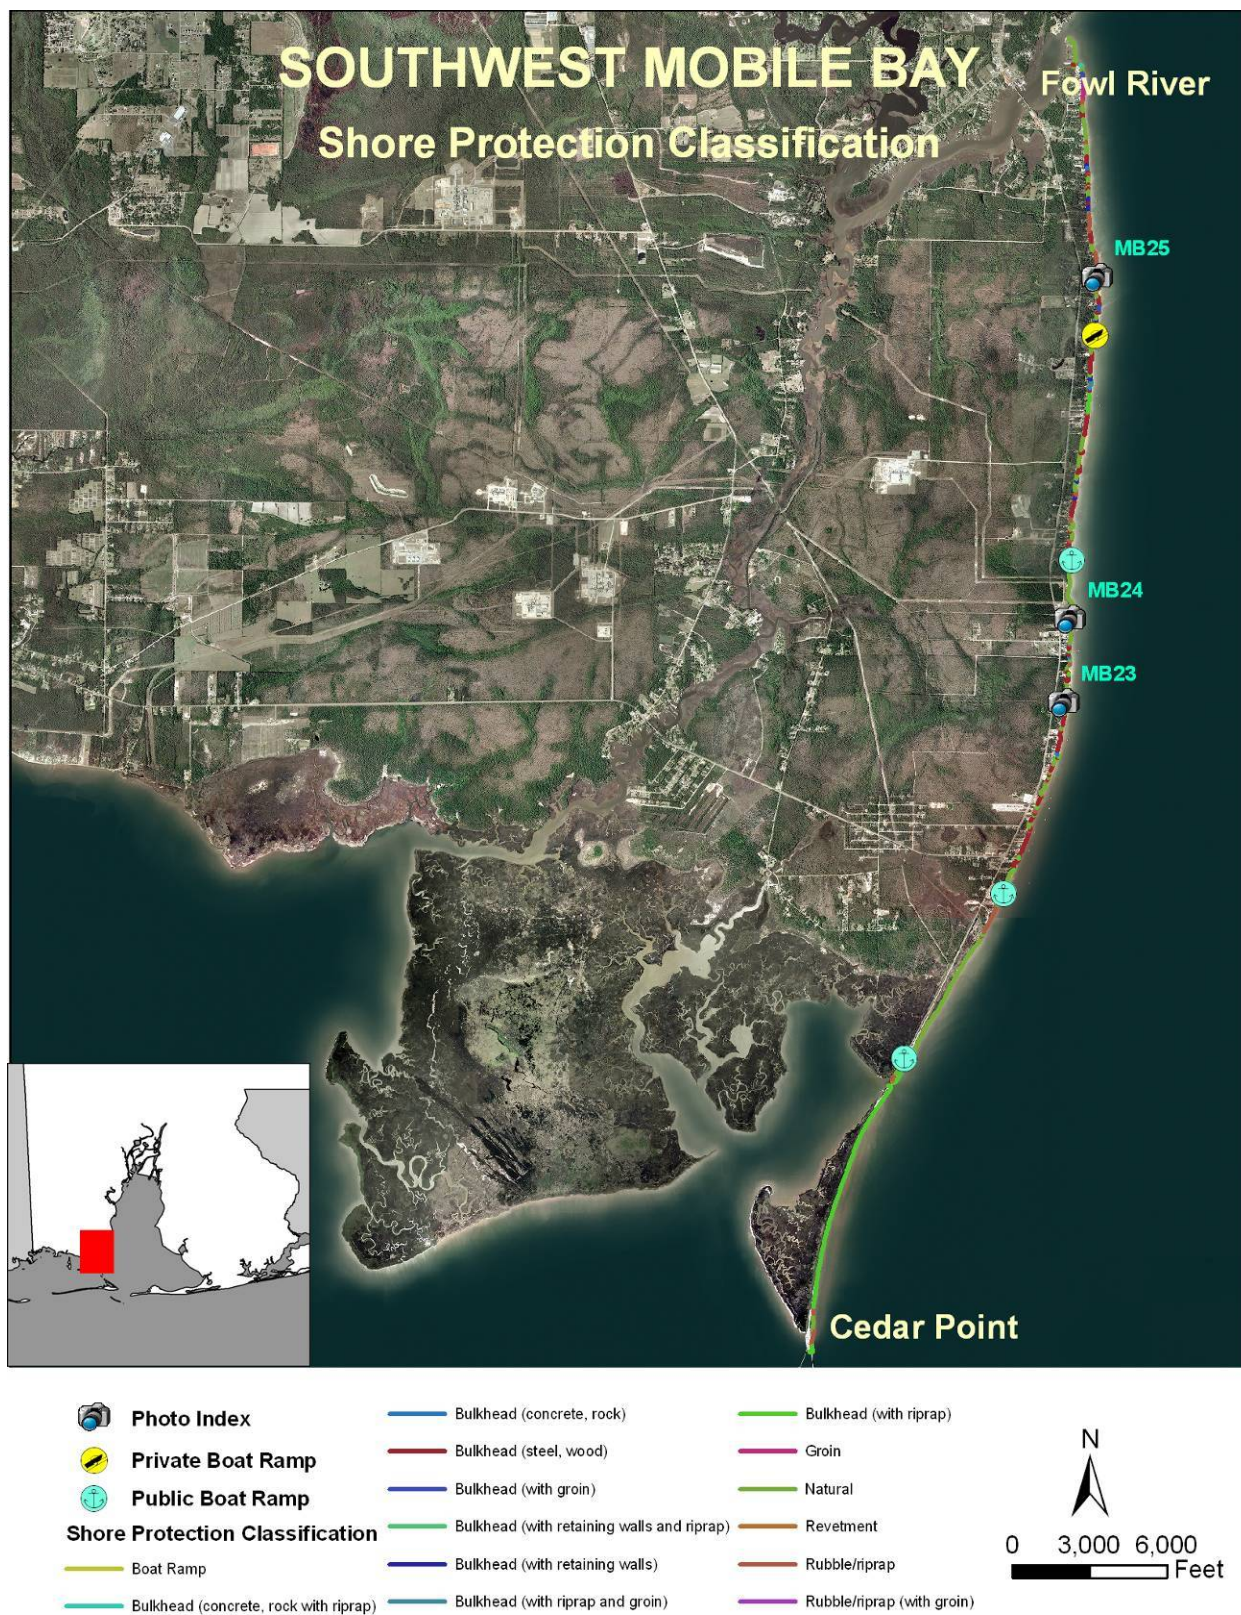 SOUTHWEST MOBILE BAY
Shore Protection Classification
Fowl River
MB25
MB24
MB23
Cedar Point
Photo Index
Private Boat Ramp
Public Boat Ramp
Shore Protection Classification
Boat Ramp
Bulkhead (concrete, rock with riprap)
Bulkhead (concrete, rock)
Bulkhead (steel, wood)
Bulkhead (with groin)
Bulkhead (with retaining walls and riprap)
Bulkhead (with retaining walls)
Bulkhead (with riprap and groin)
Bulkhead (with riprap)
Groin
Natural
Revetment
Rubble/riprap
Rubble/riprap (with groin)
N
0 3,000 6,000
Feet